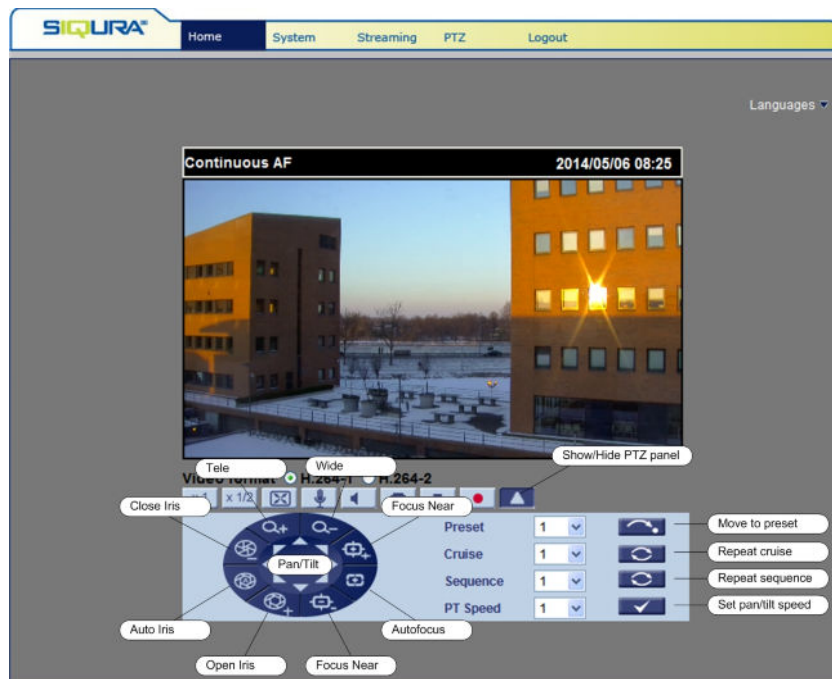 SIQURA®
Home System Streaming PTZ Logout
Languages
Continuous AF 2014/05/06 08:25
Show/Hide PTZ panel
Tele
Wide
Video format H.264-1 H.264-2
x 1/2
Close Iris
Focus Near
Preset 1
Move to preset
Cruise 1
Repeat cruise
Pan/Tilt
Sequence 1
Repeat sequence
PT Speed 1
Set pan/tilt speed
Auto Iris
Autofocus
Open Iris
Focus Near